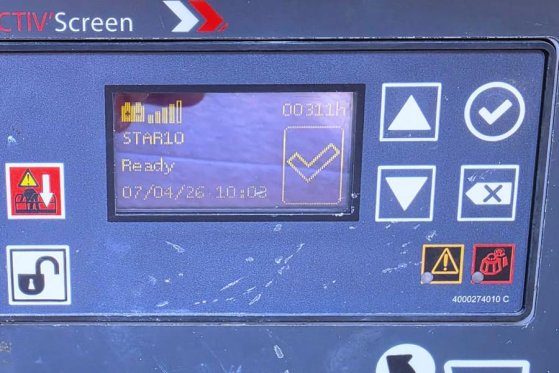 CTIV'Screen
00311h
STAR10
Ready
07/04/26 10:08
4000274010 C